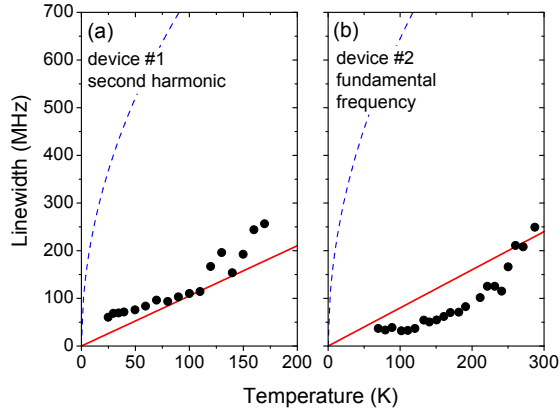 700
600
500
400
300
200
100
0
Linewidth (MHz)
(a)
device #1
second harmonic
(b)
device #2
fundamental
frequency
0 50 100 150 200
0 100 200 300
Temperature (K)